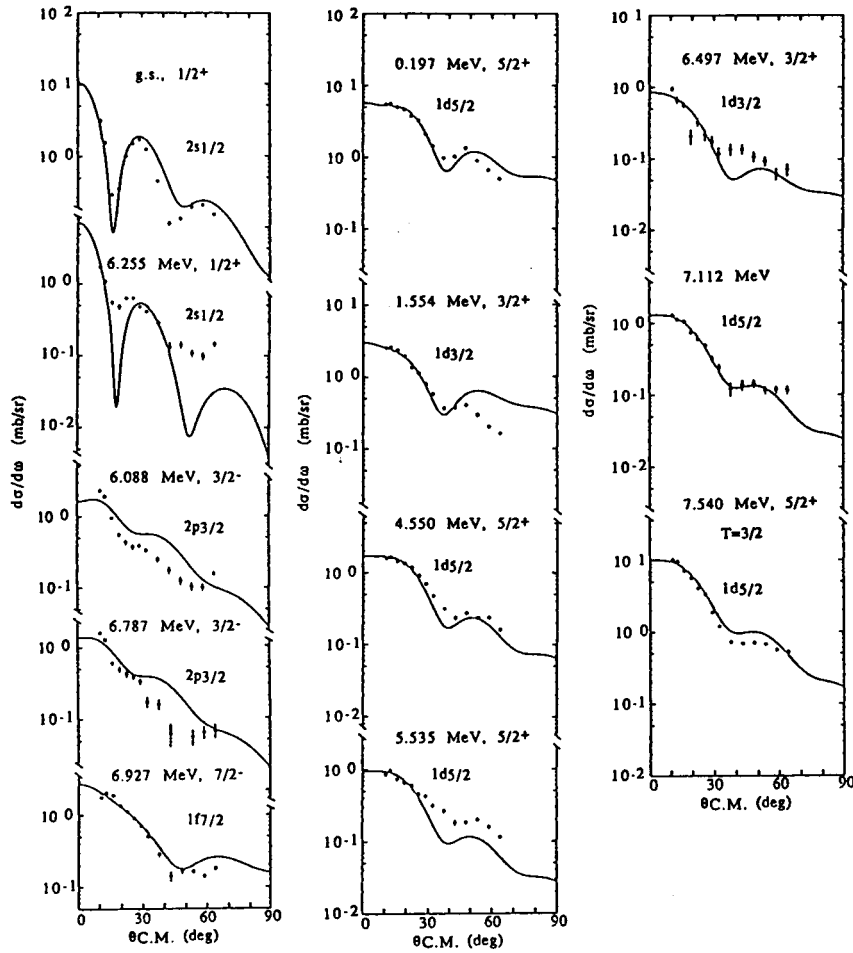 10 2
dσ/dω (mb/sr)
10 1
g.s., 1/2+
2s1/2
10 0
6.255 MeV, 1/2+
10 0
2s1/2
10 -1
10 -2
6.088 MeV, 3/2-
10 0
2p3/2
10 -1
6.787 MeV, 3/2-
10 0
2p3/2
10 -1
6.927 MeV, 7/2-
10 0
1f7/2
10 -1
0 30 60 90
θC.M. (deg)
10 2
dσ/dω (mb/sr)
0.197 MeV, 5/2+
10 1
1d5/2
10 0
10 -1
1.554 MeV, 3/2+
10 1
1d3/2
10 0
10 -1
4.550 MeV, 5/2+
10 0
1d5/2
10 -1
10 -2
5.535 MeV, 5/2+
10 0
1d5/2
10 -1
10 -2
0 30 60 90
θC.M. (deg)
10 1
dσ/dω (mb/sr)
6.497 MeV, 3/2+
10 0
1d3/2
10 -1
10 -2
7.112 MeV
10 0
1d5/2
10 -1
10 -2
7.540 MeV, 5/2+
T=3/2
10 1
1d5/2
10 0
10 -1
10 -2
0 30 60 90
θC.M. (deg)